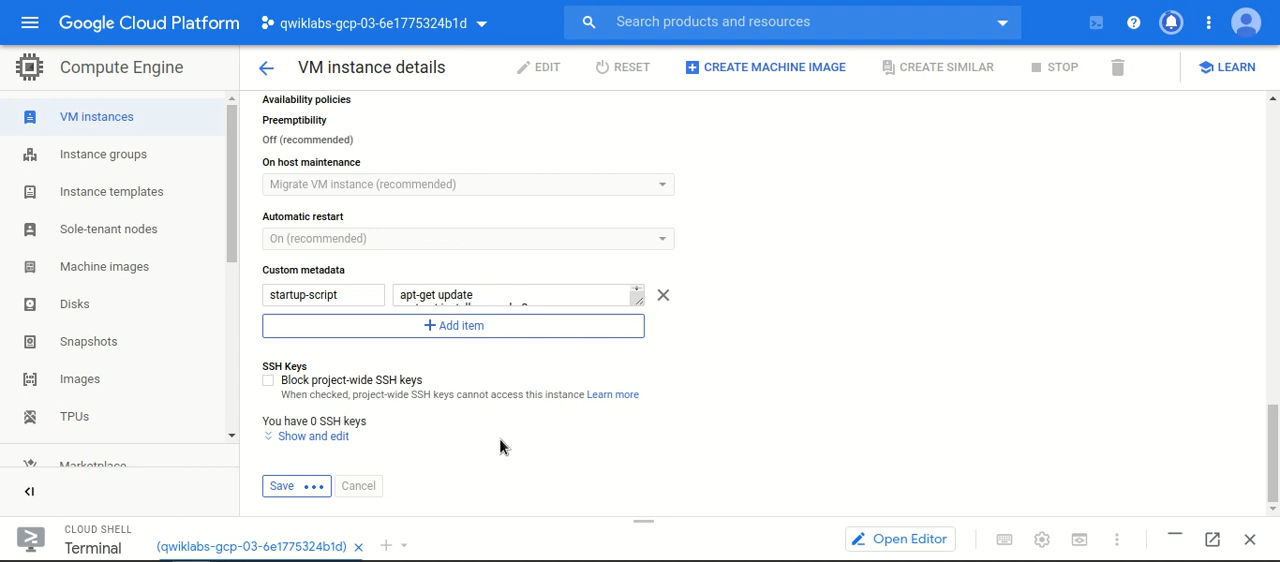 Google Cloud Platform
qwiklabs-gcp-03-6e1775324b1d
Search products and resources
Compute Engine
VM instance details
EDIT
RESET
CREATE MACHINE IMAGE
CREATE SIMILAR
STOP
LEARN
VM instances
Instance groups
Instance templates
Sole-tenant nodes
Machine images
Disks
Snapshots
Images
TPUs
Marketplace
Availability policies
Preemptibility
Off (recommended)
On host maintenance
Migrate VM instance (recommended)
Automatic restart
On (recommended)
Custom metadata
startup-script
apt-get update
+ Add item
SSH Keys
Block project-wide SSH keys
When checked, project-wide SSH keys cannot access this instance Learn more
You have 0 SSH keys
Show and edit
Save
Cancel
CLOUD SHELL
Terminal
(qwiklabs-gcp-03-6e1775324b1d)
Open Editor